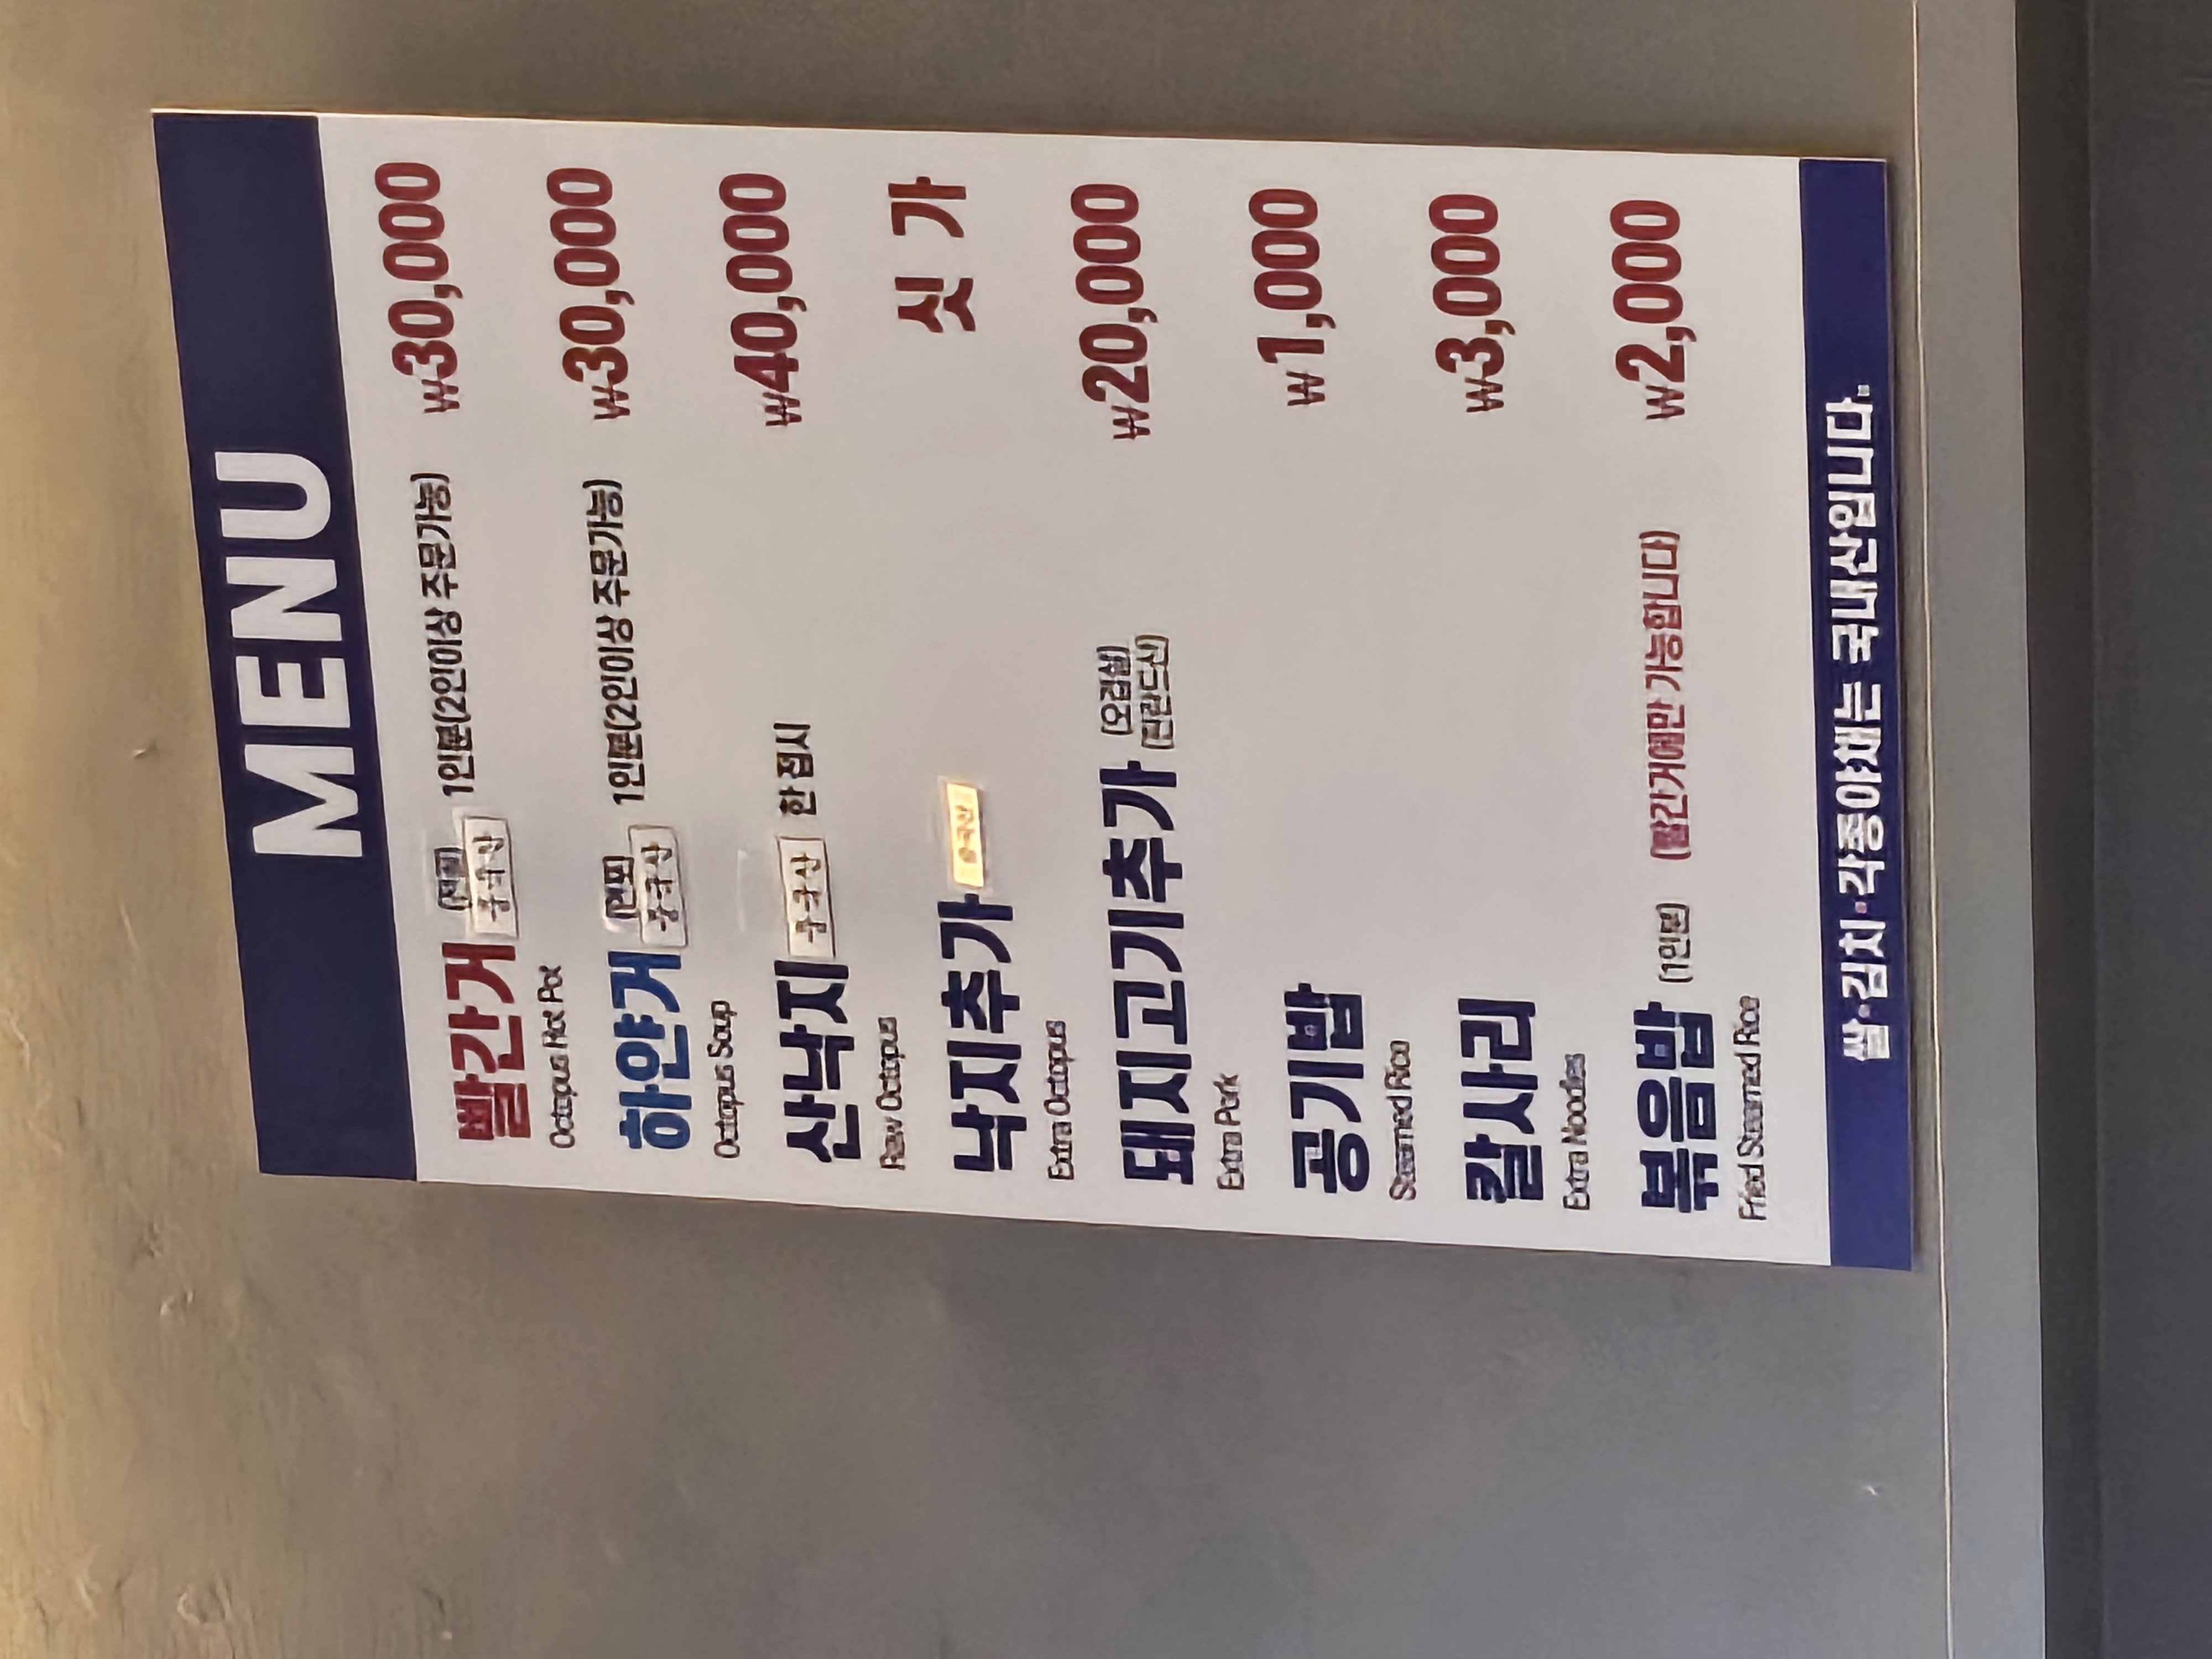 MENU
빨간거 중국산 1인분(2인이상 주문가능) ₩30,000
Octopus Hot Pot
하얀거 중국산 1인분(2인이상 주문가능) ₩30,000
Octopus Soup
산낙지 중국산 한 접시 ₩40,000
Raw Octopus
낙지추가 싯 가
Extra Octopus
돼지고기추가 (오겹살) (핀란드산) ₩20,000
Extra Pork
공기밥 ₩1,000
Steamed Rice
칼사리 ₩3,000
Extra Noodles
볶음밥 (1인분) (빨간거에만 가능합니다) ₩2,000
Fried Steamed Rice
쌀·김치·각종야채는 국내산입니다.